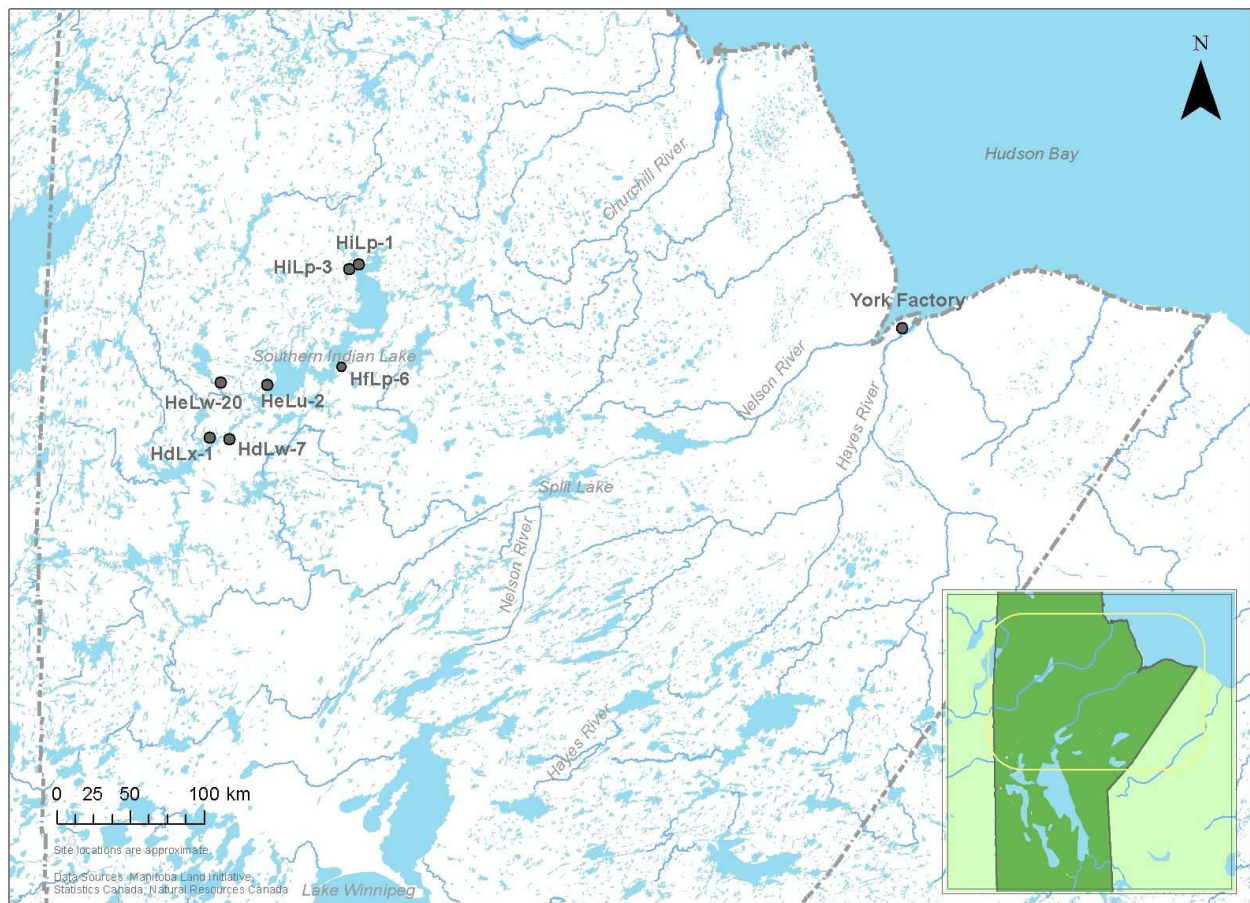 N
Hudson Bay
Churchill River
HiLp-1
HiLp-3
York Factory
Southern Indian Lake
HfLp-6
HeLw-20
HeLu-2
Nelson River
HdLx-1
HdLw-7
Hayes River
Split Lake
Nelson River
Hayes River
0 25 50 100 km
Site locations are approximate.
Data Sources: Manitoba Land Initiative,
Statistics Canada, Natural Resources Canada
Lake Winnipeg